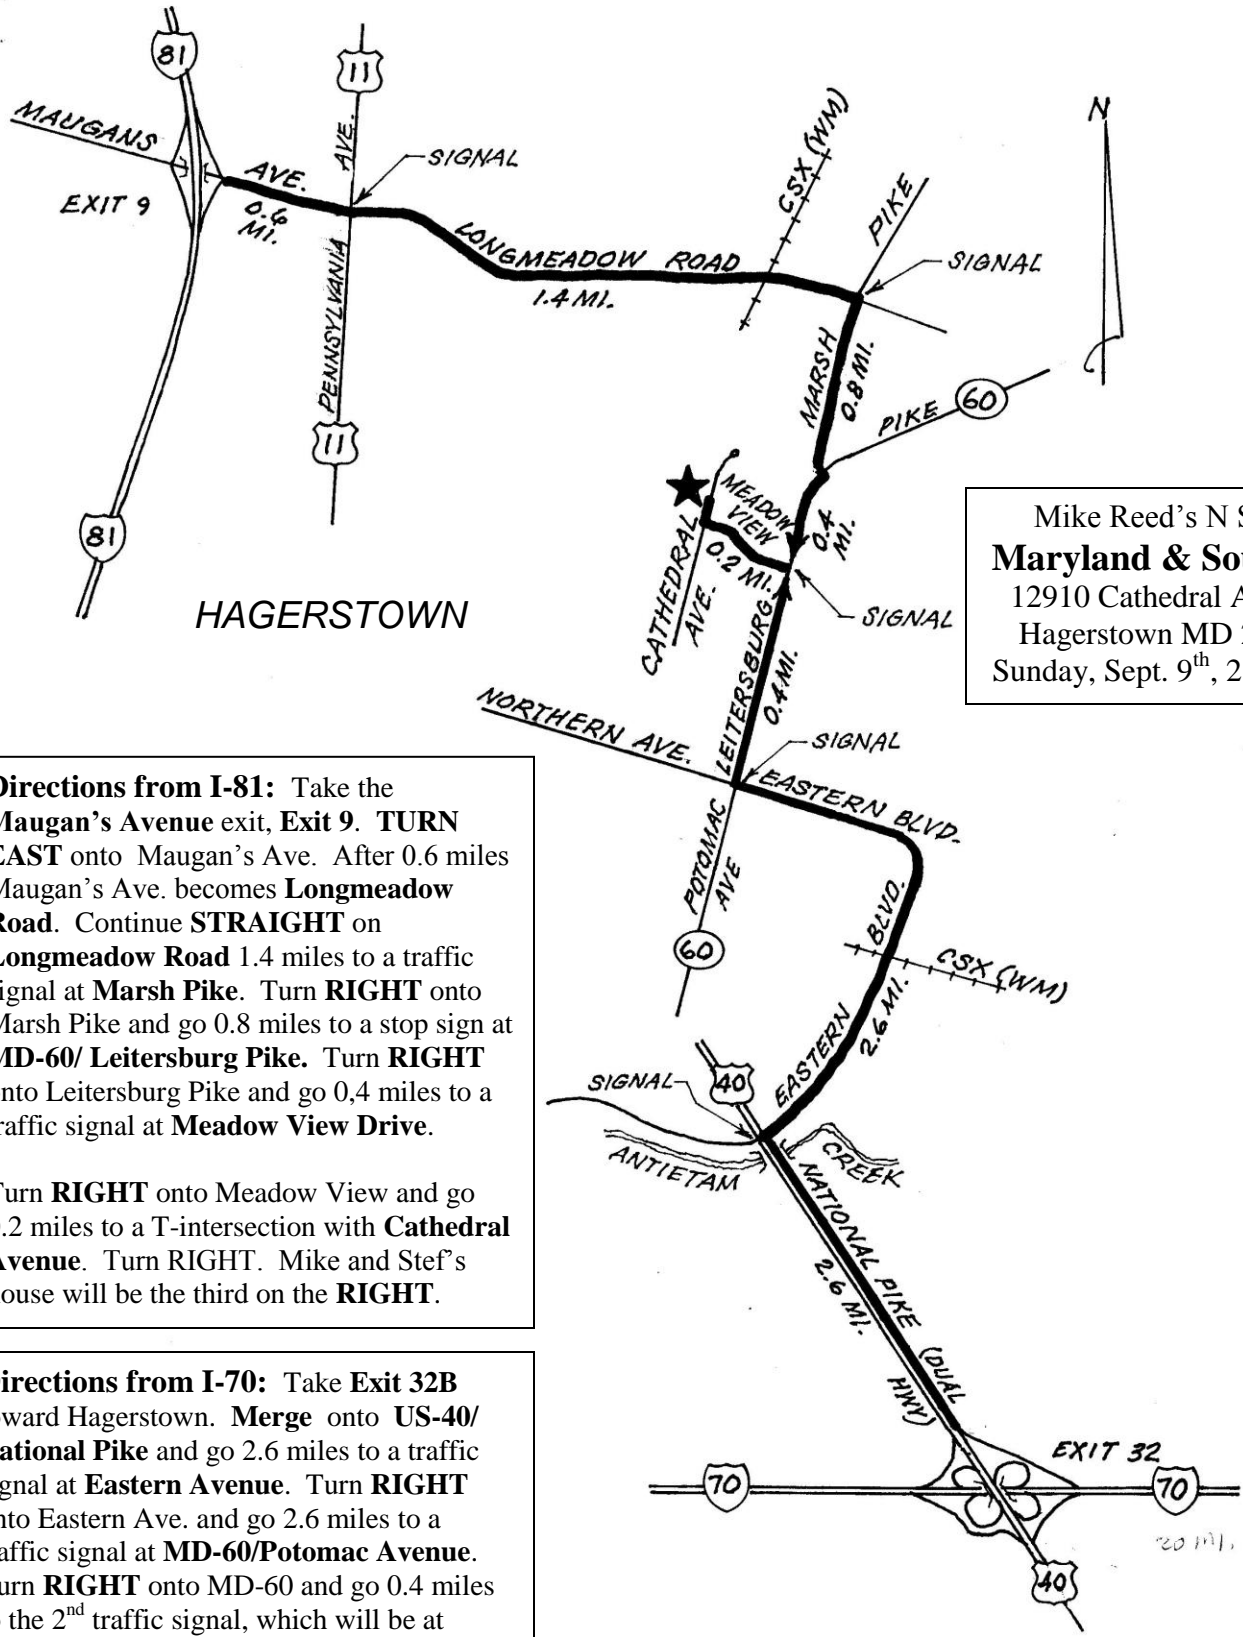 81
11
N
MAUGANS AVE.
EXIT 9
0.6 MI.
AVE.
SIGNAL
CSX (WM)
PIKE
SIGNAL
LONGMEADOW ROAD
1.4 MI.
PENNSYLVANIA
11
MARSH
0.8 MI.
PIKE 60
81
MEADOW VIEW
0.2 MI.
0.4 MI.
CATHEDRAL AVE.
SIGNAL
HAGERSTOWN
Mike Reed's N S
Maryland & Sou
12910 Cathedral A
Hagerstown MD
Sunday, Sept. 9th, 2
LEITERSBURG
0.4 MI.
NORTHERN AVE.
SIGNAL
EASTERN BLVD.
POTOMAC AVE
60
BLVD.
CSX (WM)
EASTERN
2.6 MI.
Directions from I-81: Take the
Maugan's Avenue exit, Exit 9. TURN
EAST onto Maugan's Ave. After 0.6 miles
Maugan's Ave. becomes Longmeadow
Road. Continue STRAIGHT on
Longmeadow Road 1.4 miles to a traffic
signal at Marsh Pike. Turn RIGHT onto
Marsh Pike and go 0.8 miles to a stop sign at
MD-60/ Leitersburg Pike. Turn RIGHT
onto Leitersburg Pike and go 0,4 miles to a
traffic signal at Meadow View Drive.
Turn RIGHT onto Meadow View and go
.2 miles to a T-intersection with Cathedral
Avenue. Turn RIGHT. Mike and Stef's
house will be the third on the RIGHT.
SIGNAL
40
ANTIETAM CREEK
NATIONAL PIKE (DUAL HWY)
2.6 MI.
Directions from I-70: Take Exit 32B
toward Hagerstown. Merge onto US-40/
National Pike and go 2.6 miles to a traffic
signal at Eastern Avenue. Turn RIGHT
onto Eastern Ave. and go 2.6 miles to a
traffic signal at MD-60/Potomac Avenue.
Turn RIGHT onto MD-60 and go 0.4 miles
the 2nd traffic signal, which will be at
EXIT 32
70
70
20 MI.
40